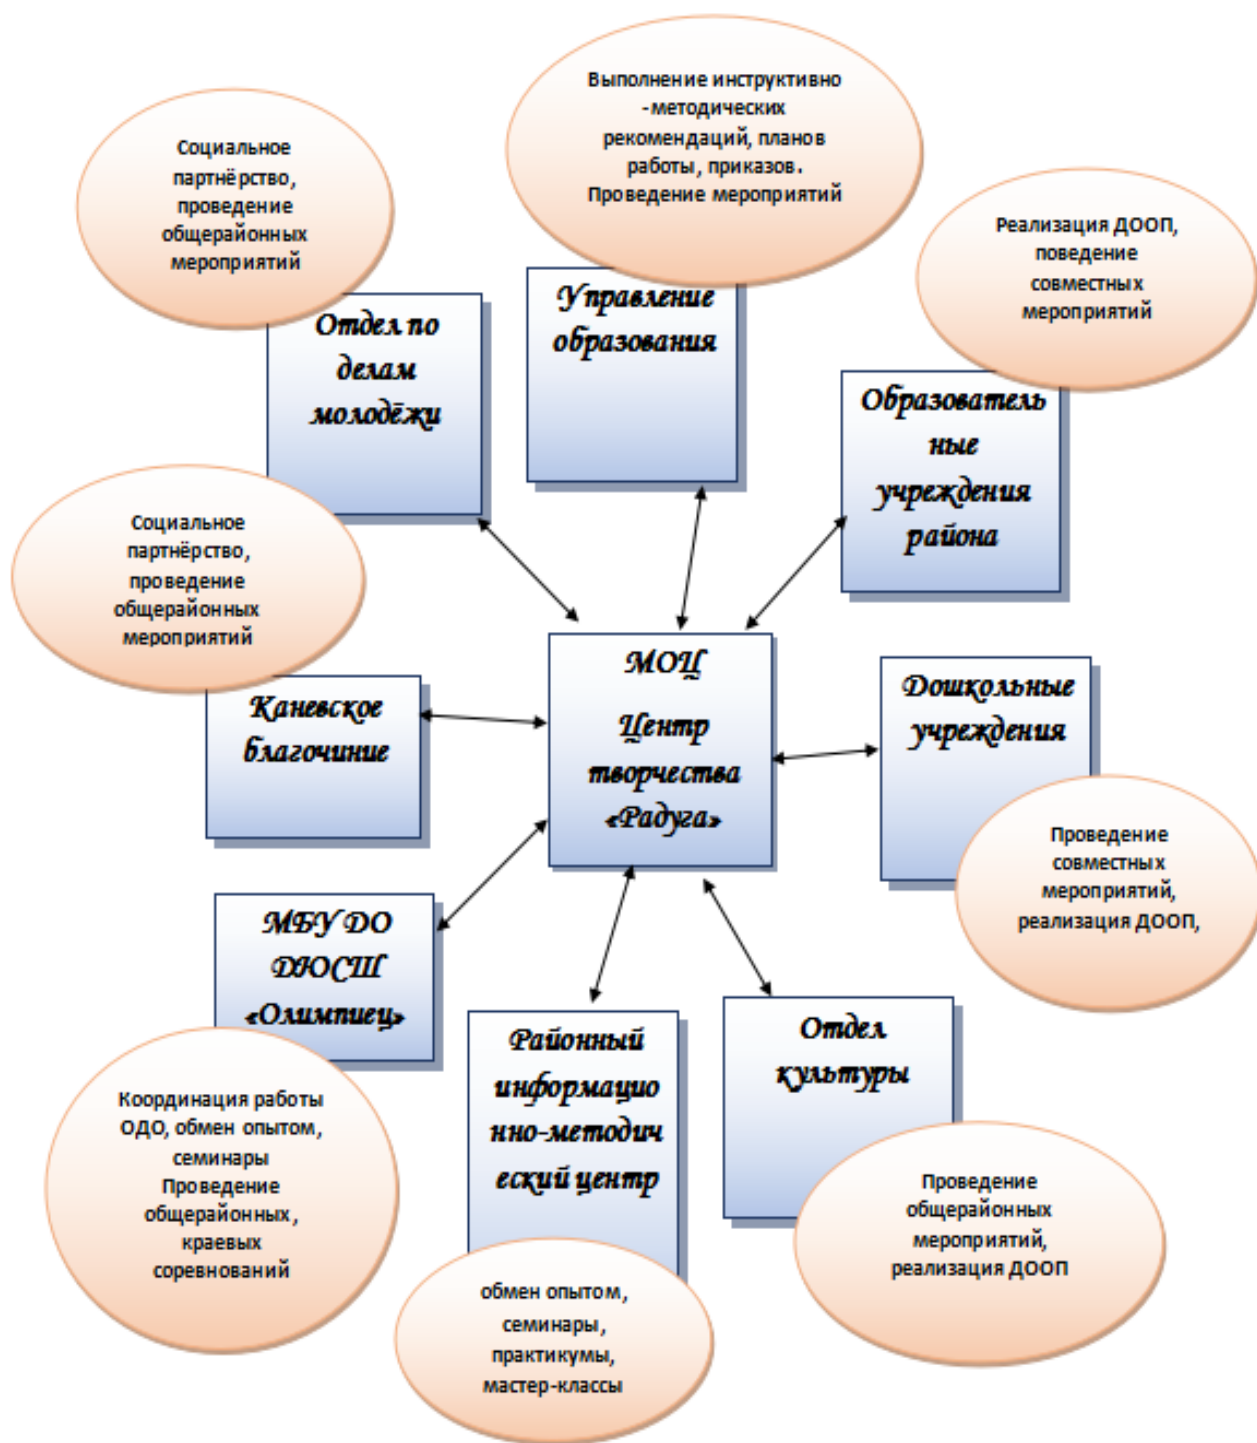 Выполнение инструктивно
-методических
рекомендаций, планов
работы, приказов.
Проведение мероприятий
Социальное
партнёрство,
проведение
общерайонных
мероприятий
Реализация ДООП,
поведение
совместных
мероприятий
Управление
образования
Отдел по
делам
молодёжи
Образователь
ные
учреждения
района
Социальное
партнёрство,
проведение
общерайонных
мероприятий
МОЦ
Центр
творчества
«Радуга»
Каневское
благочиние
Дошкольные
учреждения
Проведение
совместных
мероприятий,
реализация ДООП,
МБУ ДО
ДЮСШ
«Олимпиец»
Районный
информацио
нно-методич
еский центр
Отдел
культуры
Координация работы
ОДО, обмен опытом,
семинары
Проведение
общерайонных,
краевых
соревнований
Проведение
общерайонных
мероприятий,
реализация ДООП
обмен опытом,
семинары,
практикумы,
мастер-классы